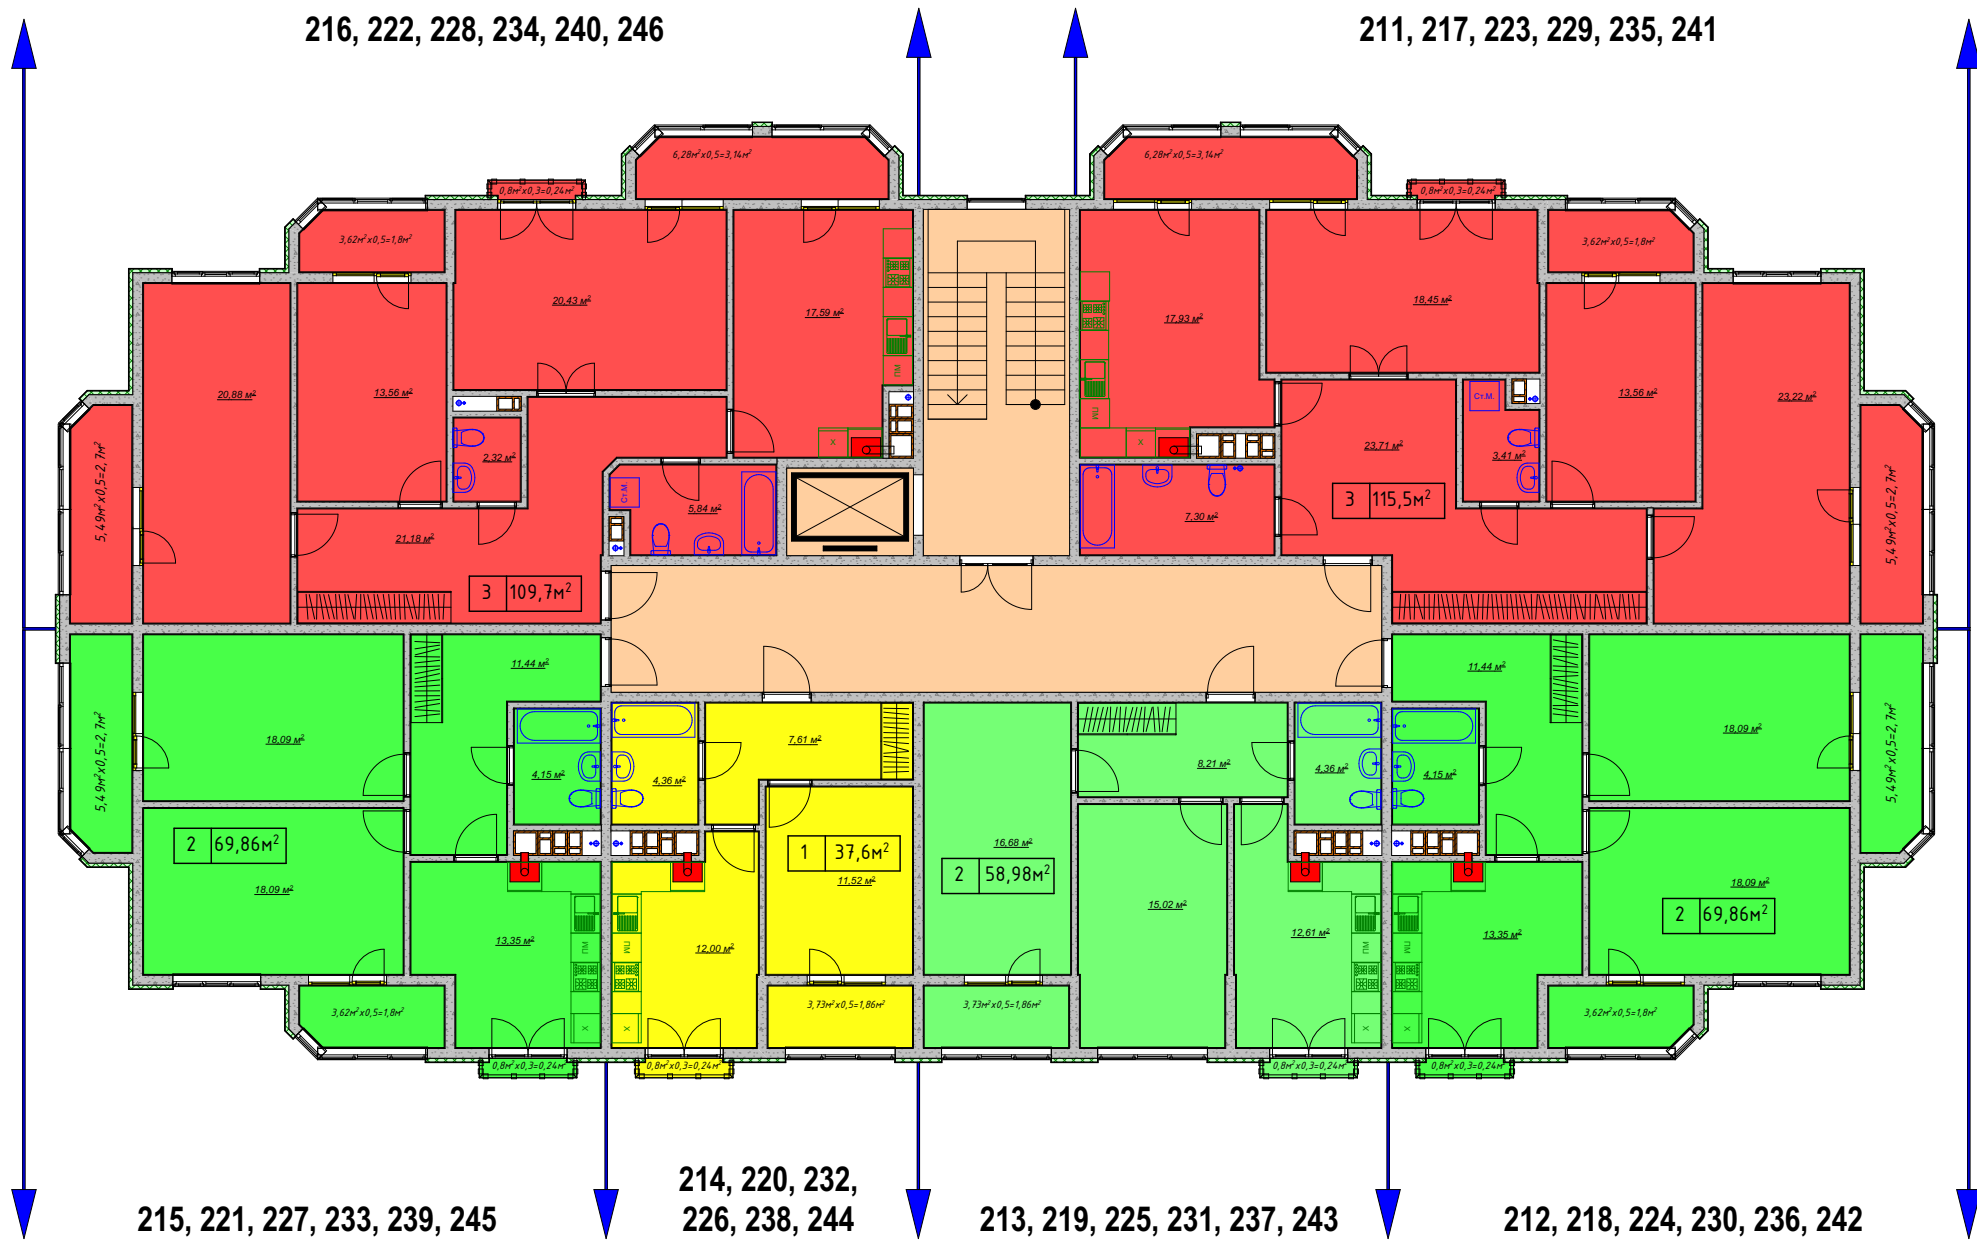 216, 222, 228, 234, 240, 246
211, 217, 223, 229, 235, 241
6,28м²х0,5=3,14м²
6,28м²х0,5=3,14м²
0,8м²х0,3=0,24м²
0,8м²х0,3=0,24м²
3,62м²х0,5=1,8м²
3,62м²х0,5=1,8м²
20,43 м²
17,59 м²
17,93 м²
18,45 м²
20,88 м²
13,56 м²
13,56 м²
23,22 м²
ПМ
ПМ
Х
Х
Ст.М.
2,32 м²
23,71 м²
3,41 м²
5,49м²х0,5=2,7м²
5,49м²х0,5=2,7м²
Ст.М.
5,84 м²
7,30 м²
3 115,5м²
21,18 м²
3 109,7м²
11,44 м²
11,44 м²
5,49м²х0,5=2,7м²
5,49м²х0,5=2,7м²
18,09 м²
4,15 м²
4,36 м²
7,61 м²
8,21 м²
4,36 м²
4,15 м²
18,09 м²
2 69,86м²
1 37,6м²
16,68 м²
2 58,98м²
18,09 м²
11,52 м²
15,02 м²
18,09 м²
2 69,86м²
13,35 м²
ПМ
ПМ
12,00 м²
12,61 м²
ПМ
ПМ
13,35 м²
3,62м²х0,5=1,8м²
Х
Х
3,73м²х0,5=1,86м²
3,73м²х0,5=1,86м²
Х
Х
3,62м²х0,5=1,8м²
0,8м²х0,3=0,24м²
0,8м²х0,3=0,24м²
0,8м²х0,3=0,24м²
0,8м²х0,3=0,24м²
215, 221, 227, 233, 239, 245
214, 220, 232,
226, 238, 244
213, 219, 225, 231, 237, 243
212, 218, 224, 230, 236, 242